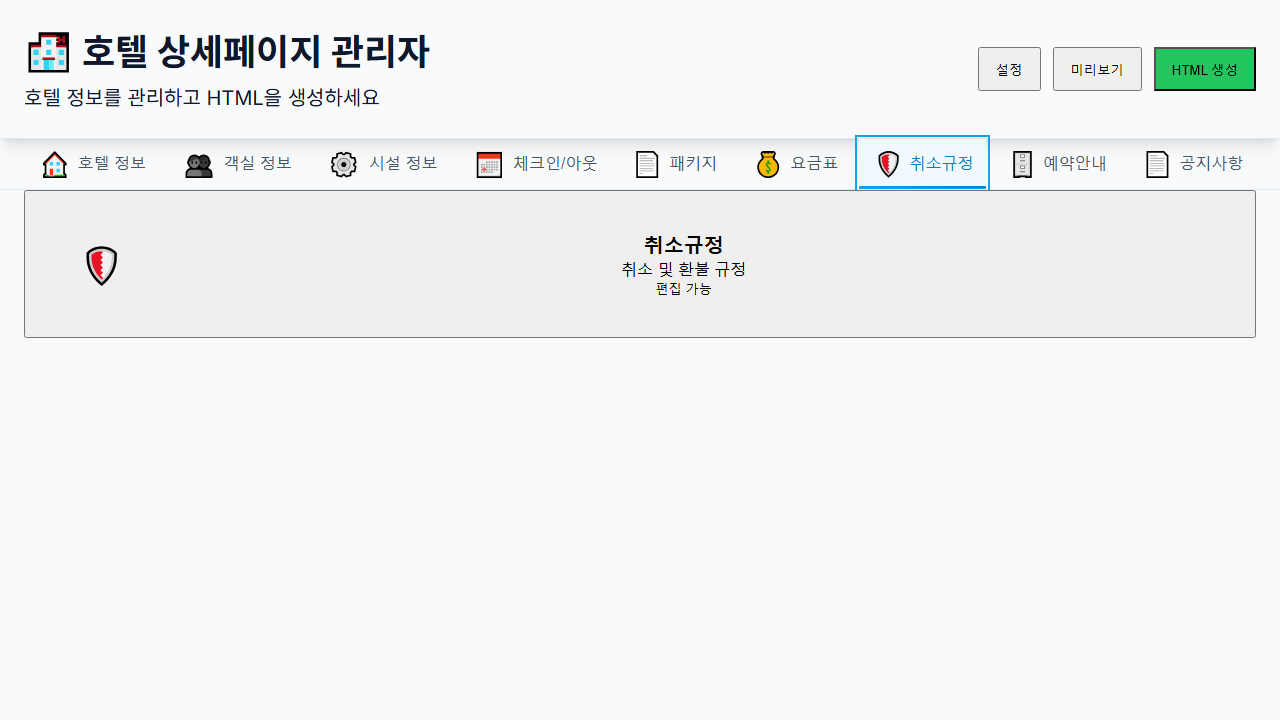 호텔 상세페이지 관리자
호텔 정보를 관리하고 HTML을 생성하세요
설정
미리보기
HTML 생성
호텔 정보
객실 정보
시설 정보
체크인/아웃
패키지
요금표
취소규정
예약안내
공지사항
취소규정
취소 및 환불 규정
편집 가능